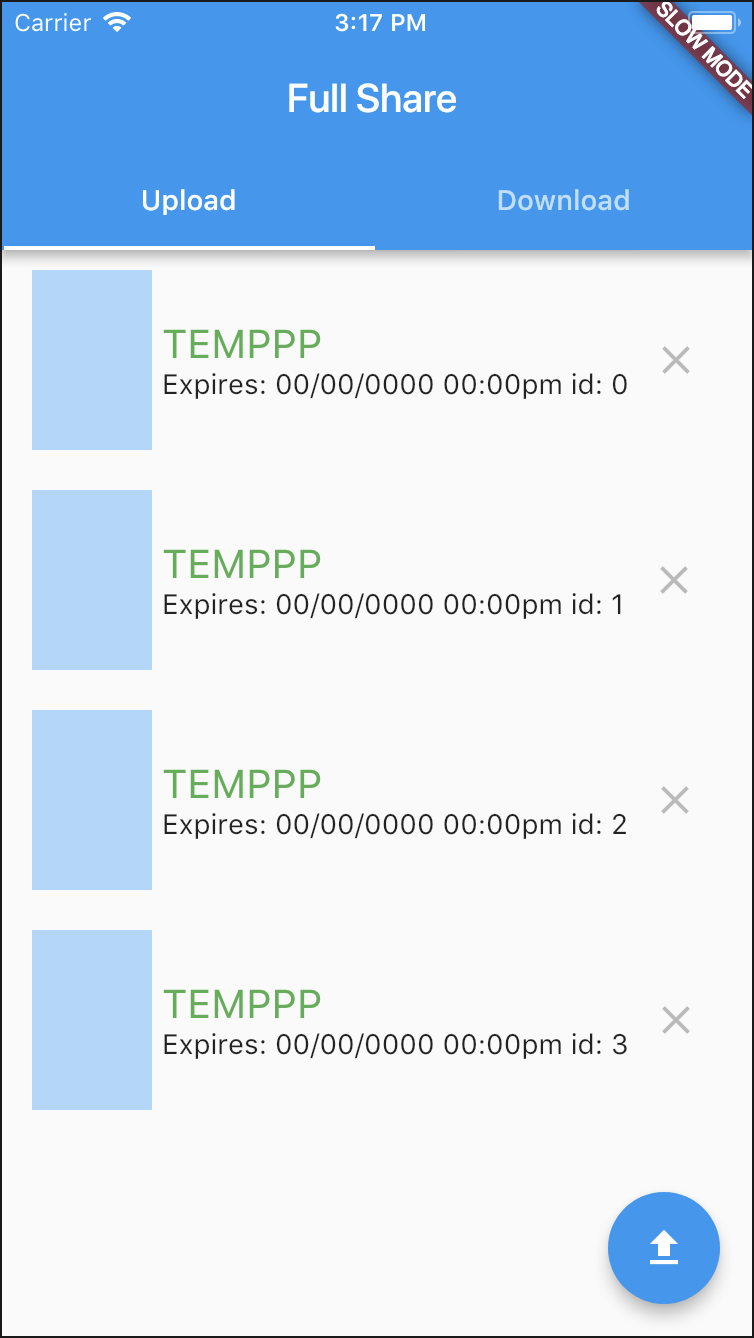 Carrier 3:17 PM
SLOW MODE
Full Share
Upload Download
TEMPPP
Expires: 00/00/0000 00:00pm id: 0
TEMPPP
Expires: 00/00/0000 00:00pm id: 1
TEMPPP
Expires: 00/00/0000 00:00pm id: 2
TEMPPP
Expires: 00/00/0000 00:00pm id: 3